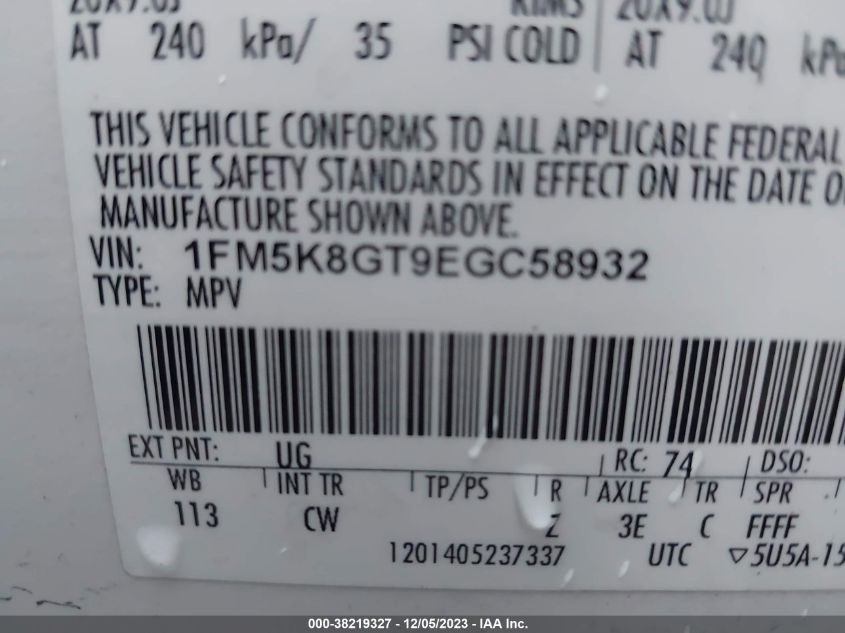 20X9.0J RIMS 20X9.0J
AT 240 kPa/ 35 PSI COLD AT 240 kPa
THIS VEHICLE CONFORMS TO ALL APPLICABLE FEDERAL
VEHICLE SAFETY STANDARDS IN EFFECT ON THE DATE OF
MANUFACTURE SHOWN ABOVE.
VIN: 1FM5K8GT9EGC58932
TYPE: MPV
EXT PNT: UG RC: 74 DSO:
WB INT TR TP/PS R AXLE TR SPR
113 CW Z 3E C FFFF
1201405237337 UTC ▽5U5A-15
000-38219327 - 12/05/2023 - IAA Inc.